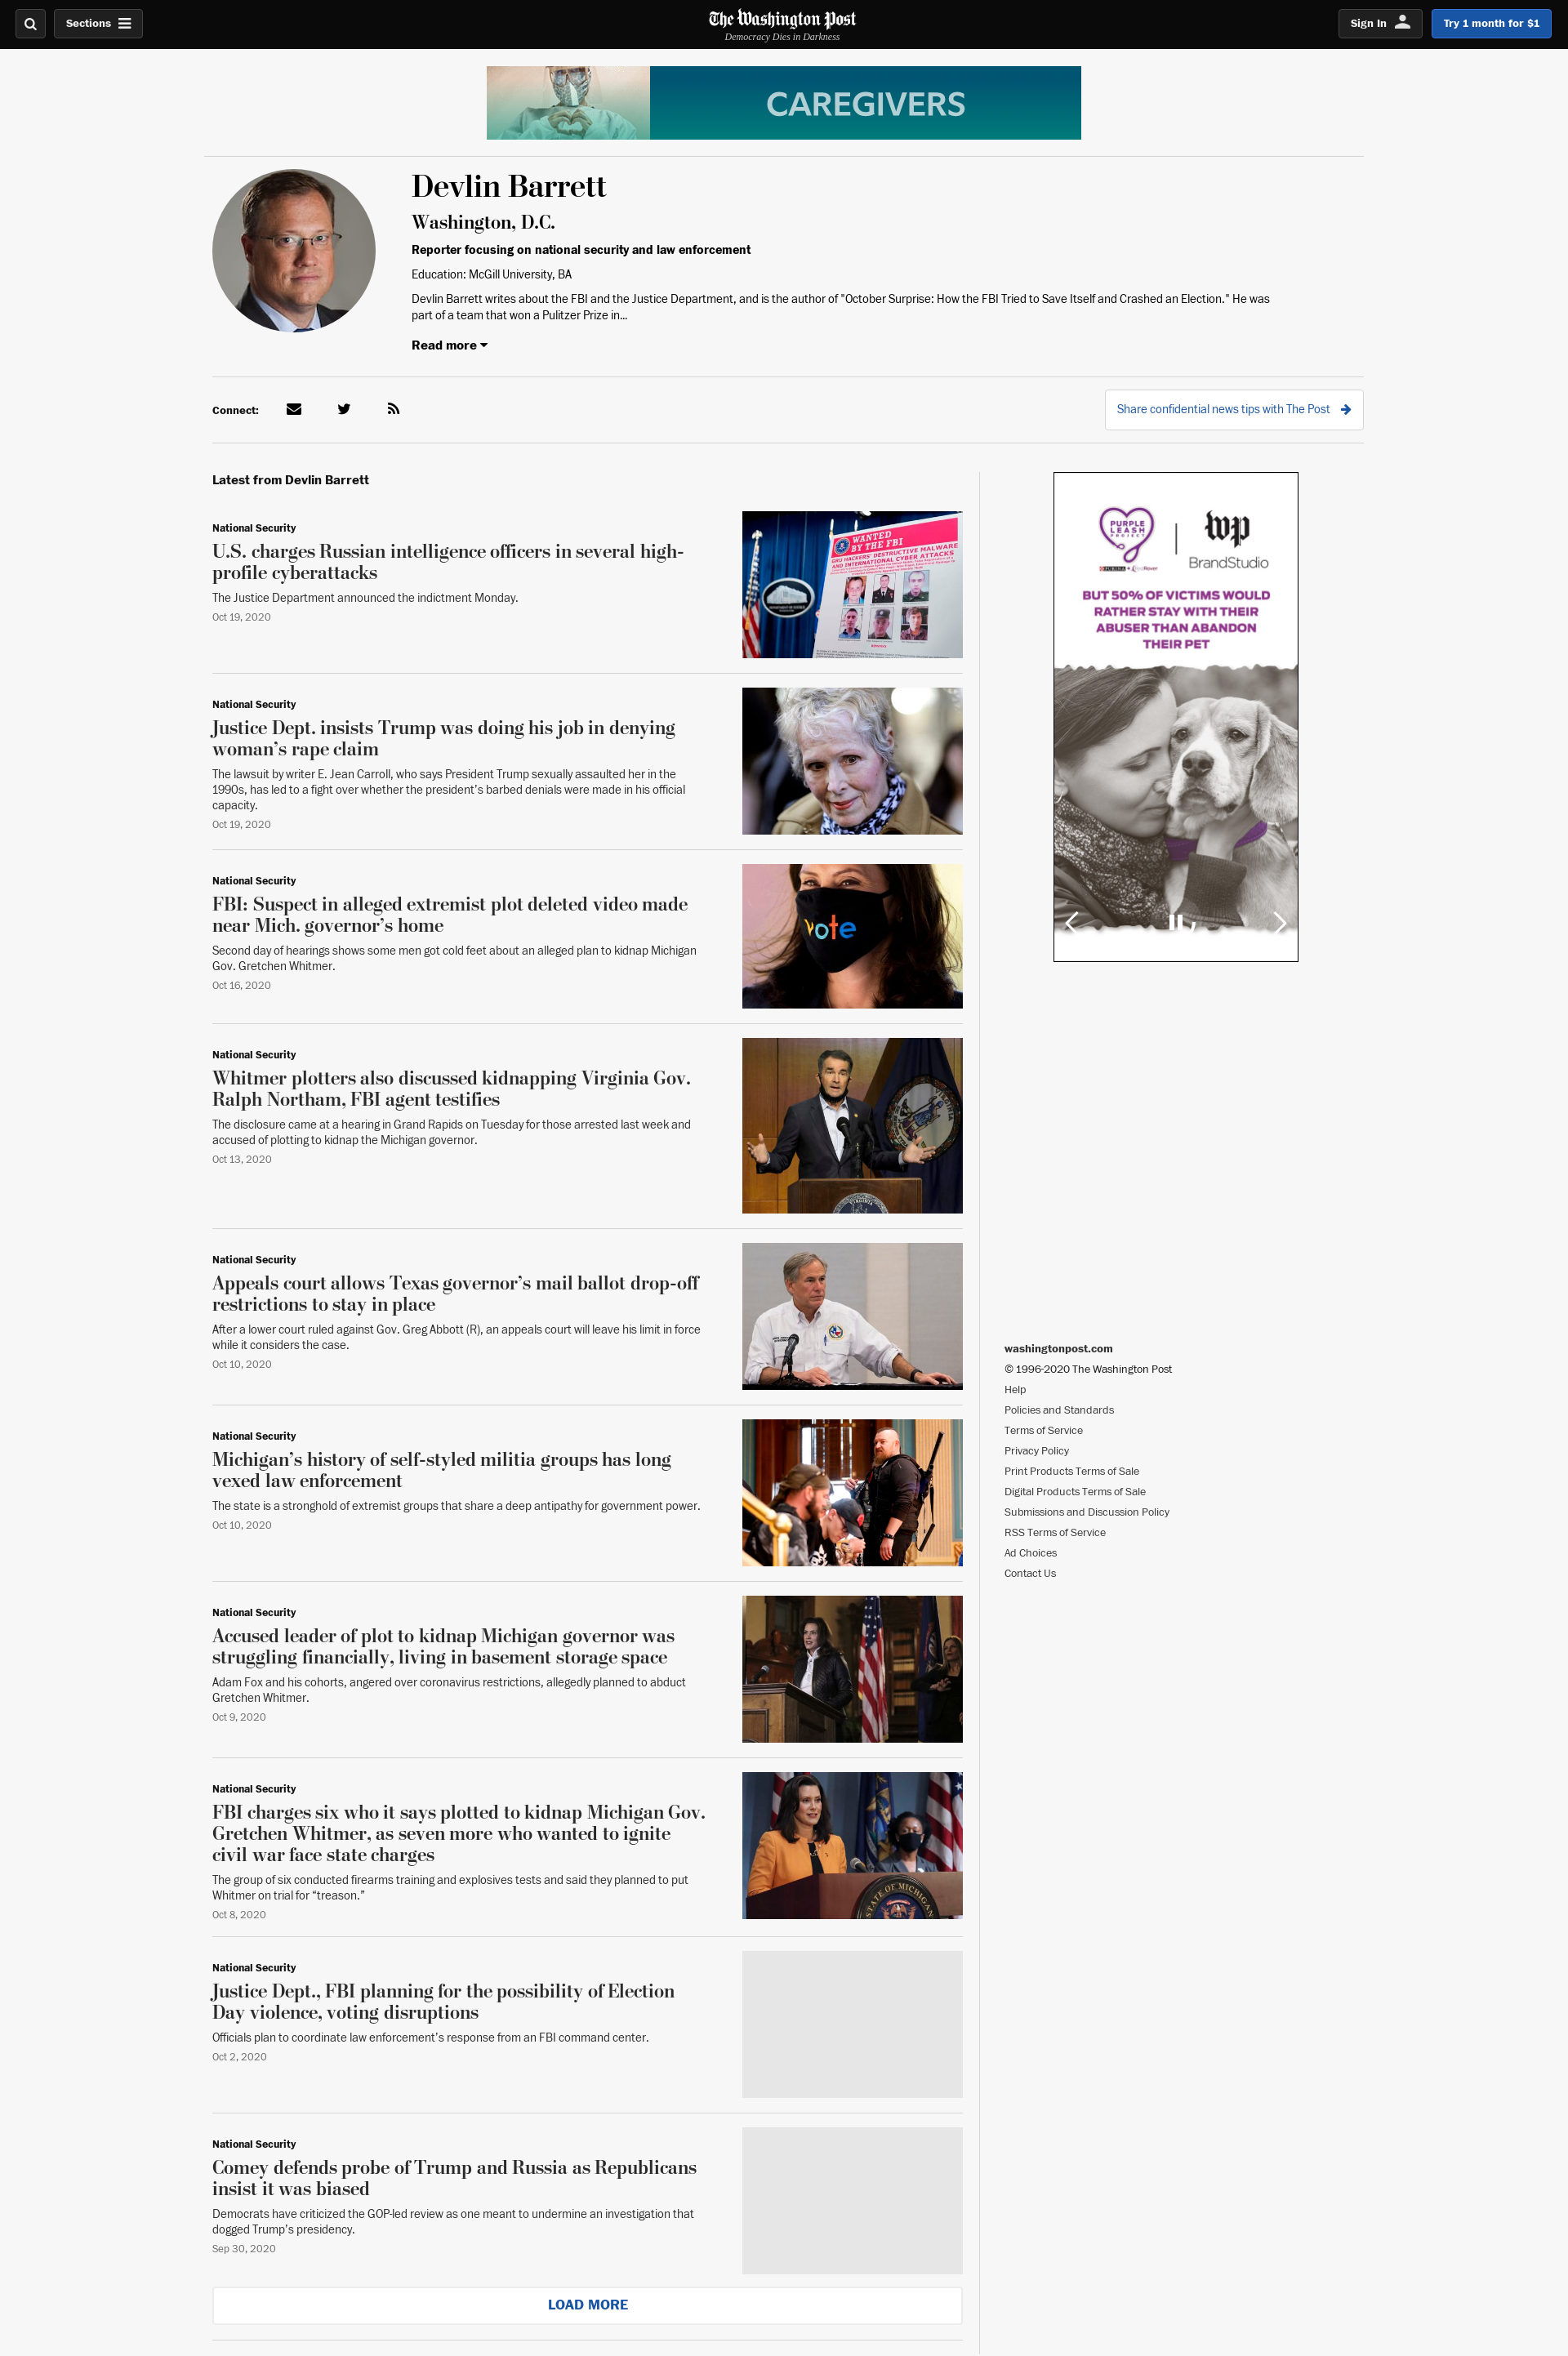 Sections
The Washington Post
Democracy Dies in Darkness
Sign In
Try 1 month for $1
CAREGIVERS
Devlin Barrett
Washington, D.C.
Reporter focusing on national security and law enforcement
Education: McGill University, BA
Devlin Barrett writes about the FBI and the Justice Department, and is the author of "October Surprise: How the FBI Tried to Save Itself and Crashed an Election." He was
part of a team that won a Pulitzer Prize in...
Read more
Connect:
Share confidential news tips with The Post
Latest from Devlin Barrett
National Security
U.S. charges Russian intelligence officers in several high-
profile cyberattacks
The Justice Department announced the indictment Monday.
Oct 19, 2020
WANTED
BY THE FBI
GRU HACKERS' DESTRUCTIVE MALWARE
AND INTERNATIONAL CYBER ATTACKS
National Security
Justice Dept. insists Trump was doing his job in denying
woman’s rape claim
The lawsuit by writer E. Jean Carroll, who says President Trump sexually assaulted her in the
1990s, has led to a fight over whether the president’s barbed denials were made in his official
capacity.
Oct 19, 2020
National Security
FBI: Suspect in alleged extremist plot deleted video made
near Mich. governor’s home
Second day of hearings shows some men got cold feet about an alleged plan to kidnap Michigan
Gov. Gretchen Whitmer.
Oct 16, 2020
vote
National Security
Whitmer plotters also discussed kidnapping Virginia Gov.
Ralph Northam, FBI agent testifies
The disclosure came at a hearing in Grand Rapids on Tuesday for those arrested last week and
accused of plotting to kidnap the Michigan governor.
Oct 13, 2020
National Security
Appeals court allows Texas governor’s mail ballot drop-off
restrictions to stay in place
After a lower court ruled against Gov. Greg Abbott (R), an appeals court will leave his limit in force
while it considers the case.
Oct 10, 2020
National Security
Michigan’s history of self-styled militia groups has long
vexed law enforcement
The state is a stronghold of extremist groups that share a deep antipathy for government power.
Oct 10, 2020
National Security
Accused leader of plot to kidnap Michigan governor was
struggling financially, living in basement storage space
Adam Fox and his cohorts, angered over coronavirus restrictions, allegedly planned to abduct
Gretchen Whitmer.
Oct 9, 2020
National Security
FBI charges six who it says plotted to kidnap Michigan Gov.
Gretchen Whitmer, as seven more who wanted to ignite
civil war face state charges
The group of six conducted firearms training and explosives tests and said they planned to put
Whitmer on trial for “treason.”
Oct 8, 2020
STATE OF MICHIGAN
National Security
Justice Dept., FBI planning for the possibility of Election
Day violence, voting disruptions
Officials plan to coordinate law enforcement’s response from an FBI command center.
Oct 2, 2020
National Security
Comey defends probe of Trump and Russia as Republicans
insist it was biased
Democrats have criticized the GOP-led review as one meant to undermine an investigation that
dogged Trump’s presidency.
Sep 30, 2020
LOAD MORE
PURPLE
LEASH
PROJECT
wp
BrandStudio
BUT 50% OF VICTIMS WOULD
RATHER STAY WITH THEIR
ABUSER THAN ABANDON
THEIR PET
washingtonpost.com
© 1996-2020 The Washington Post
Help
Policies and Standards
Terms of Service
Privacy Policy
Print Products Terms of Sale
Digital Products Terms of Sale
Submissions and Discussion Policy
RSS Terms of Service
Ad Choices
Contact Us